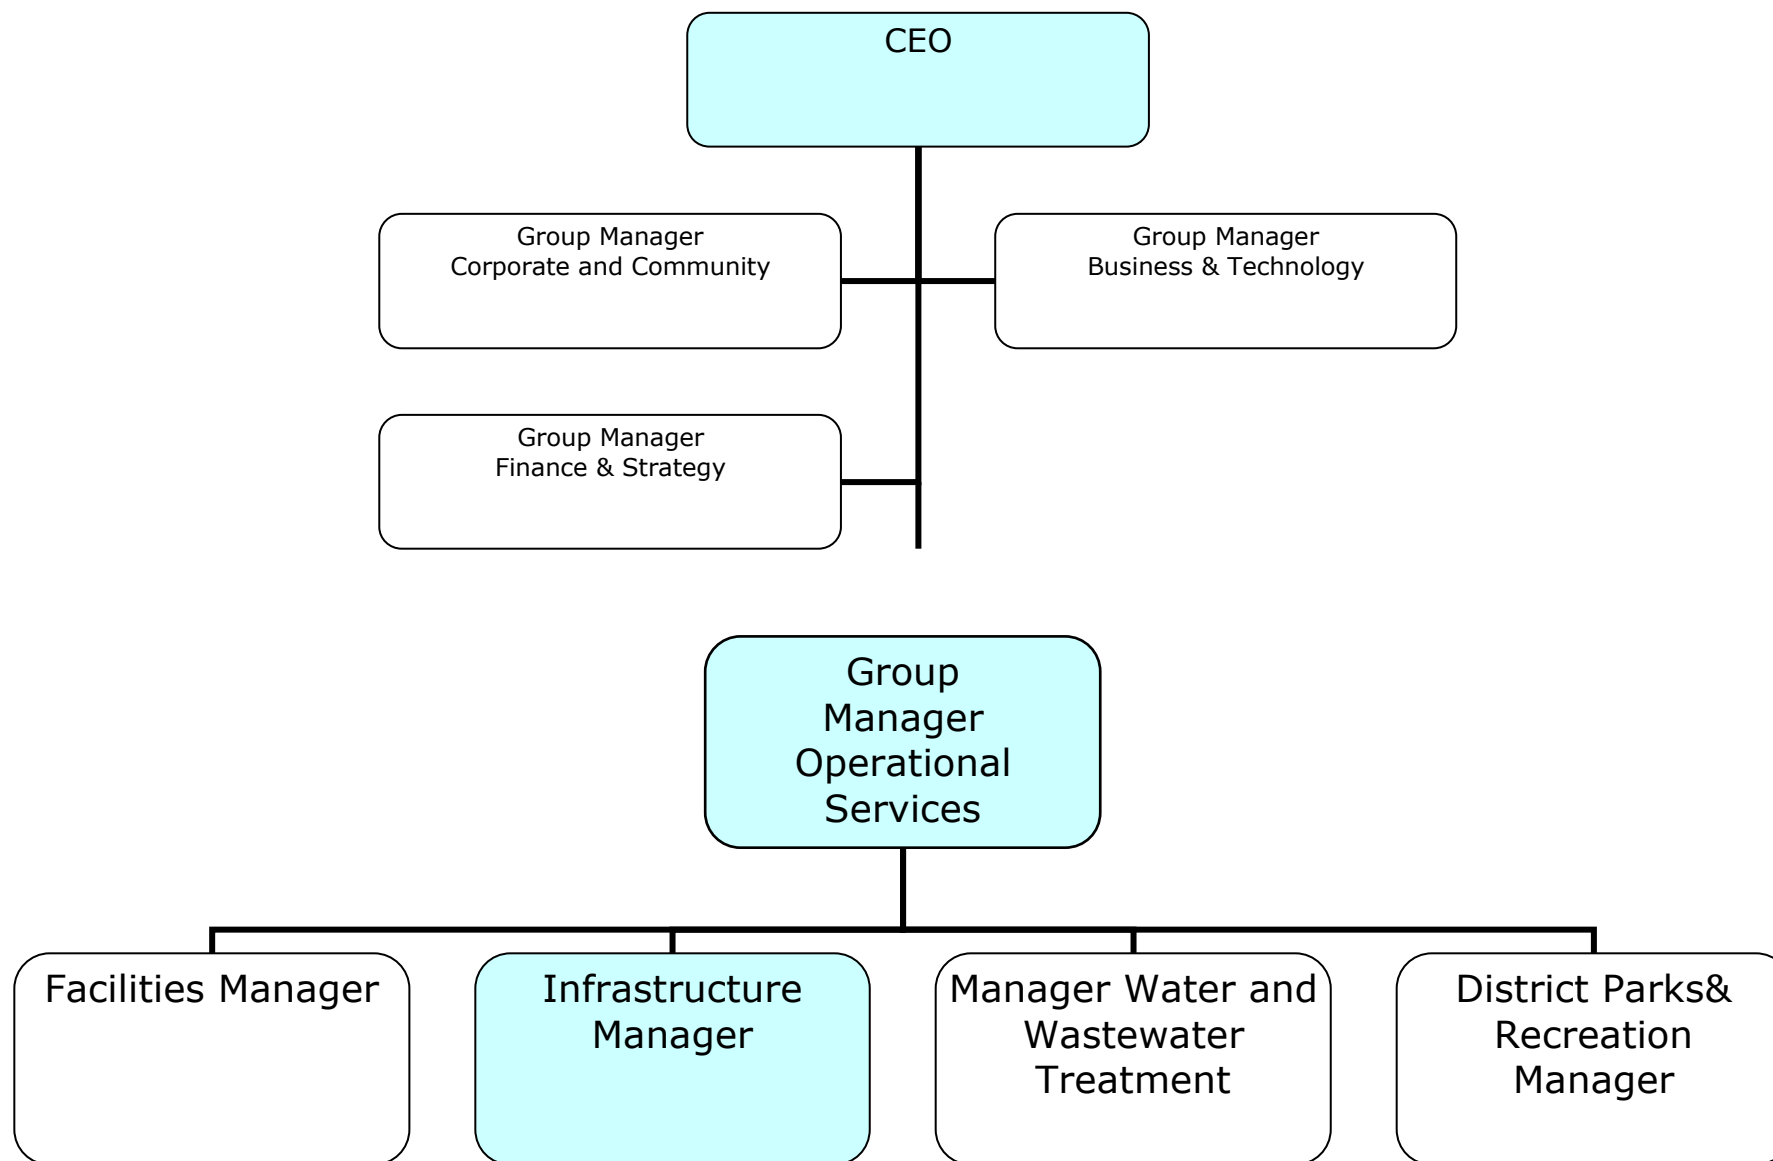 CEO
Group Manager
Corporate and Community
Group Manager
Business & Technology
Group Manager
Finance & Strategy
Group
Manager
Operational
Services
Facilities Manager
Infrastructure
Manager
Manager Water and
Wastewater
Treatment
District Parks&
Recreation
Manager